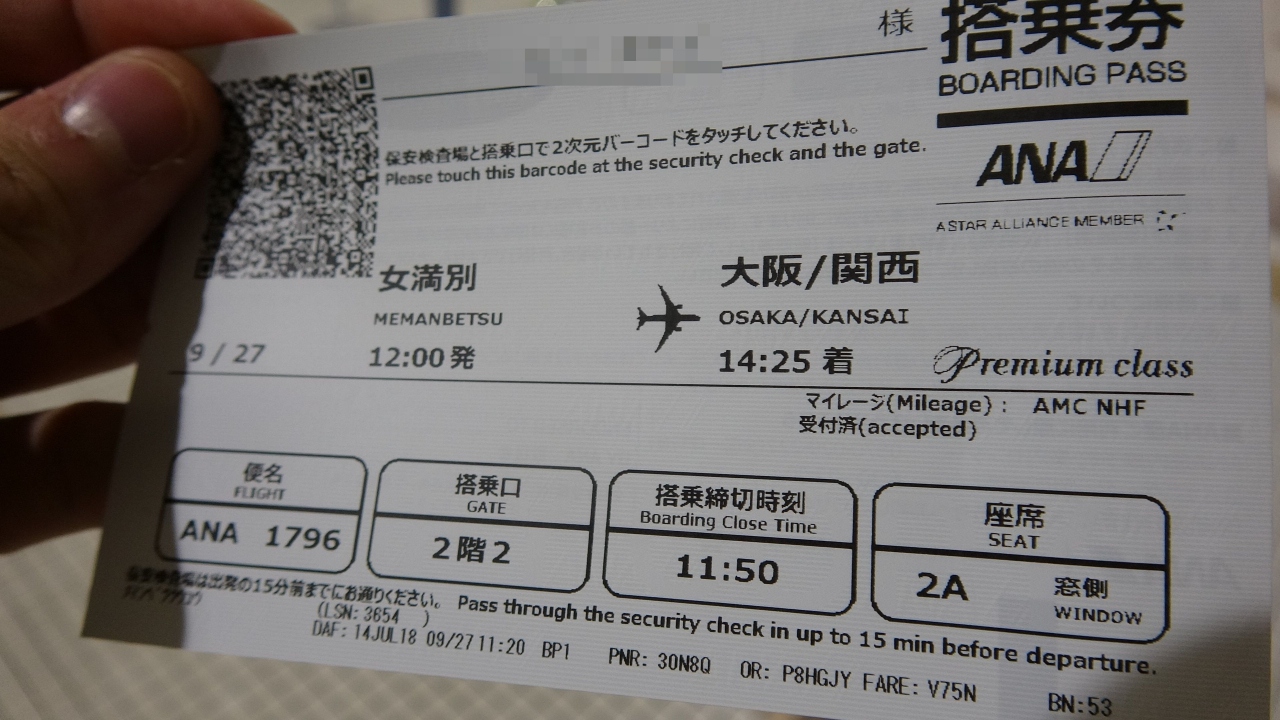 様
搭乗券
BOARDING PASS
保安検査場と搭乗口で2次元バーコードをタッチしてください。
Please touch this barcode at the security check and the gate.
ANA
A STAR ALLIANCE MEMBER
女満別
大阪/関西
MEMANBETSU
OSAKA/KANSAI
9 / 27
12:00 発
14:25 着
Premium class
マイレージ(Mileage) : AMC NHF
受付済(accepted)
便名
FLIGHT
ANA 1796
搭乗口
GATE
2階2
搭乗締切時刻
Boarding Close Time
11:50
座席
SEAT
2A 窓側
WINDOW
保安検査場は出発の15分前までにお通りください。 Pass through the security check in up to 15 min before departure.
(LSN: 3654 )
DAF: 14JUL18 09/27 11:20 BP1 PNR: 30N8Q OR: P8HGJY FARE: V75N BN:53